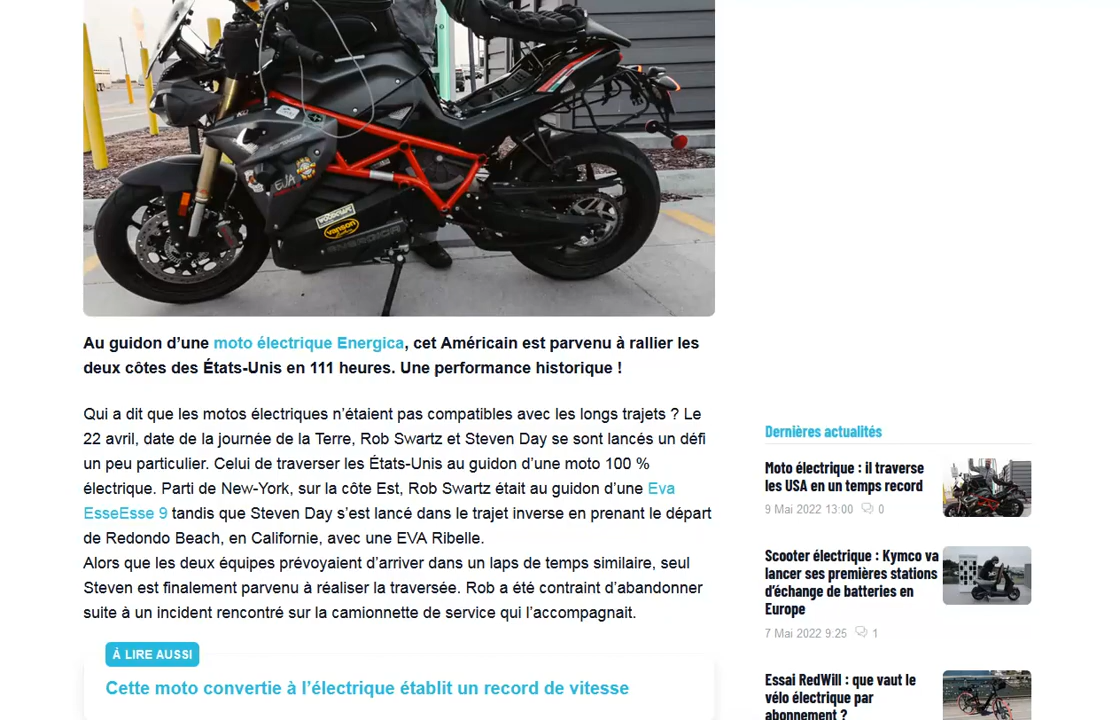 EVA
WOODCRAFT
VANSON
ENERGICA
Au guidon d’une moto électrique Energica, cet Américain est parvenu à rallier les
deux côtes des États-Unis en 111 heures. Une performance historique !
Qui a dit que les motos électriques n’étaient pas compatibles avec les longs trajets ? Le
22 avril, date de la journée de la Terre, Rob Swartz et Steven Day se sont lancés un défi
un peu particulier. Celui de traverser les États-Unis au guidon d’une moto 100 %
électrique. Parti de New-York, sur la côte Est, Rob Swartz était au guidon d’une Eva
EsseEsse 9 tandis que Steven Day s’est lancé dans le trajet inverse en prenant le départ
de Redondo Beach, en Californie, avec une EVA Ribelle.
Alors que les deux équipes prévoyaient d’arriver dans un laps de temps similaire, seul
Steven est finalement parvenu à réaliser la traversée. Rob a été contraint d’abandonner
suite à un incident rencontré sur la camionnette de service qui l’accompagnait.
À LIRE AUSSI
Cette moto convertie à l’électrique établit un record de vitesse
Dernières actualités
Moto électrique : il traverse
les USA en un temps record
9 Mai 2022 13:00 0
Scooter électrique : Kymco va
lancer ses premières stations
d’échange de batteries en
Europe
7 Mai 2022 9:25 1
Essai RedWill : que vaut le
vélo électrique par
abonnement ?